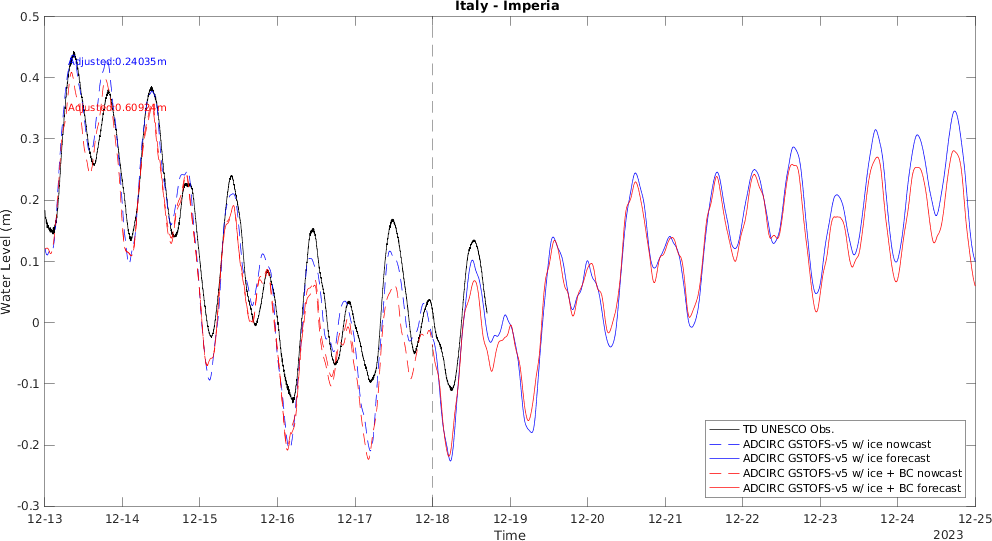 Italy - Imperia
0.5
0.4
0.3
0.2
0.1
0
-0.1
-0.2
-0.3
Water Level (m)
Adjusted:0.24035m
12-13
12-14
12-15
12-16
12-17
12-18
12-19
12-20
12-21
12-22
12-23
12-24
12-25
Time
2023
TD UNESCO Obs.
ADCIRC GSTOFS-v5 w/ ice nowcast
ADCIRC GSTOFS-v5 w/ ice forecast
ADCIRC GSTOFS-v5 w/ ice + BC nowcast
ADCIRC GSTOFS-v5 w/ ice + BC forecast